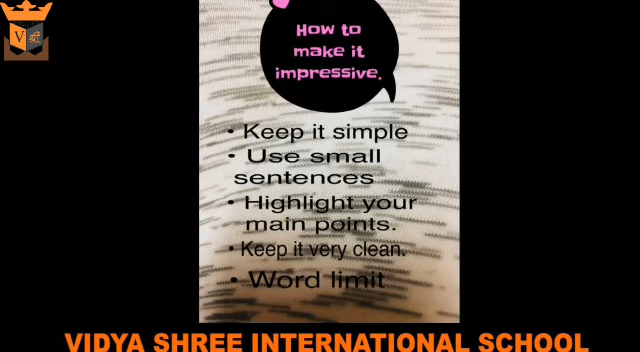 V श्री
How to
make it
impressive.
• Keep it simple
• Use small
sentences
• Highlight your
main points.
• Keep it very clean.
• Word limit
VIDYA SHREE INTERNATIONAL SCHOOL